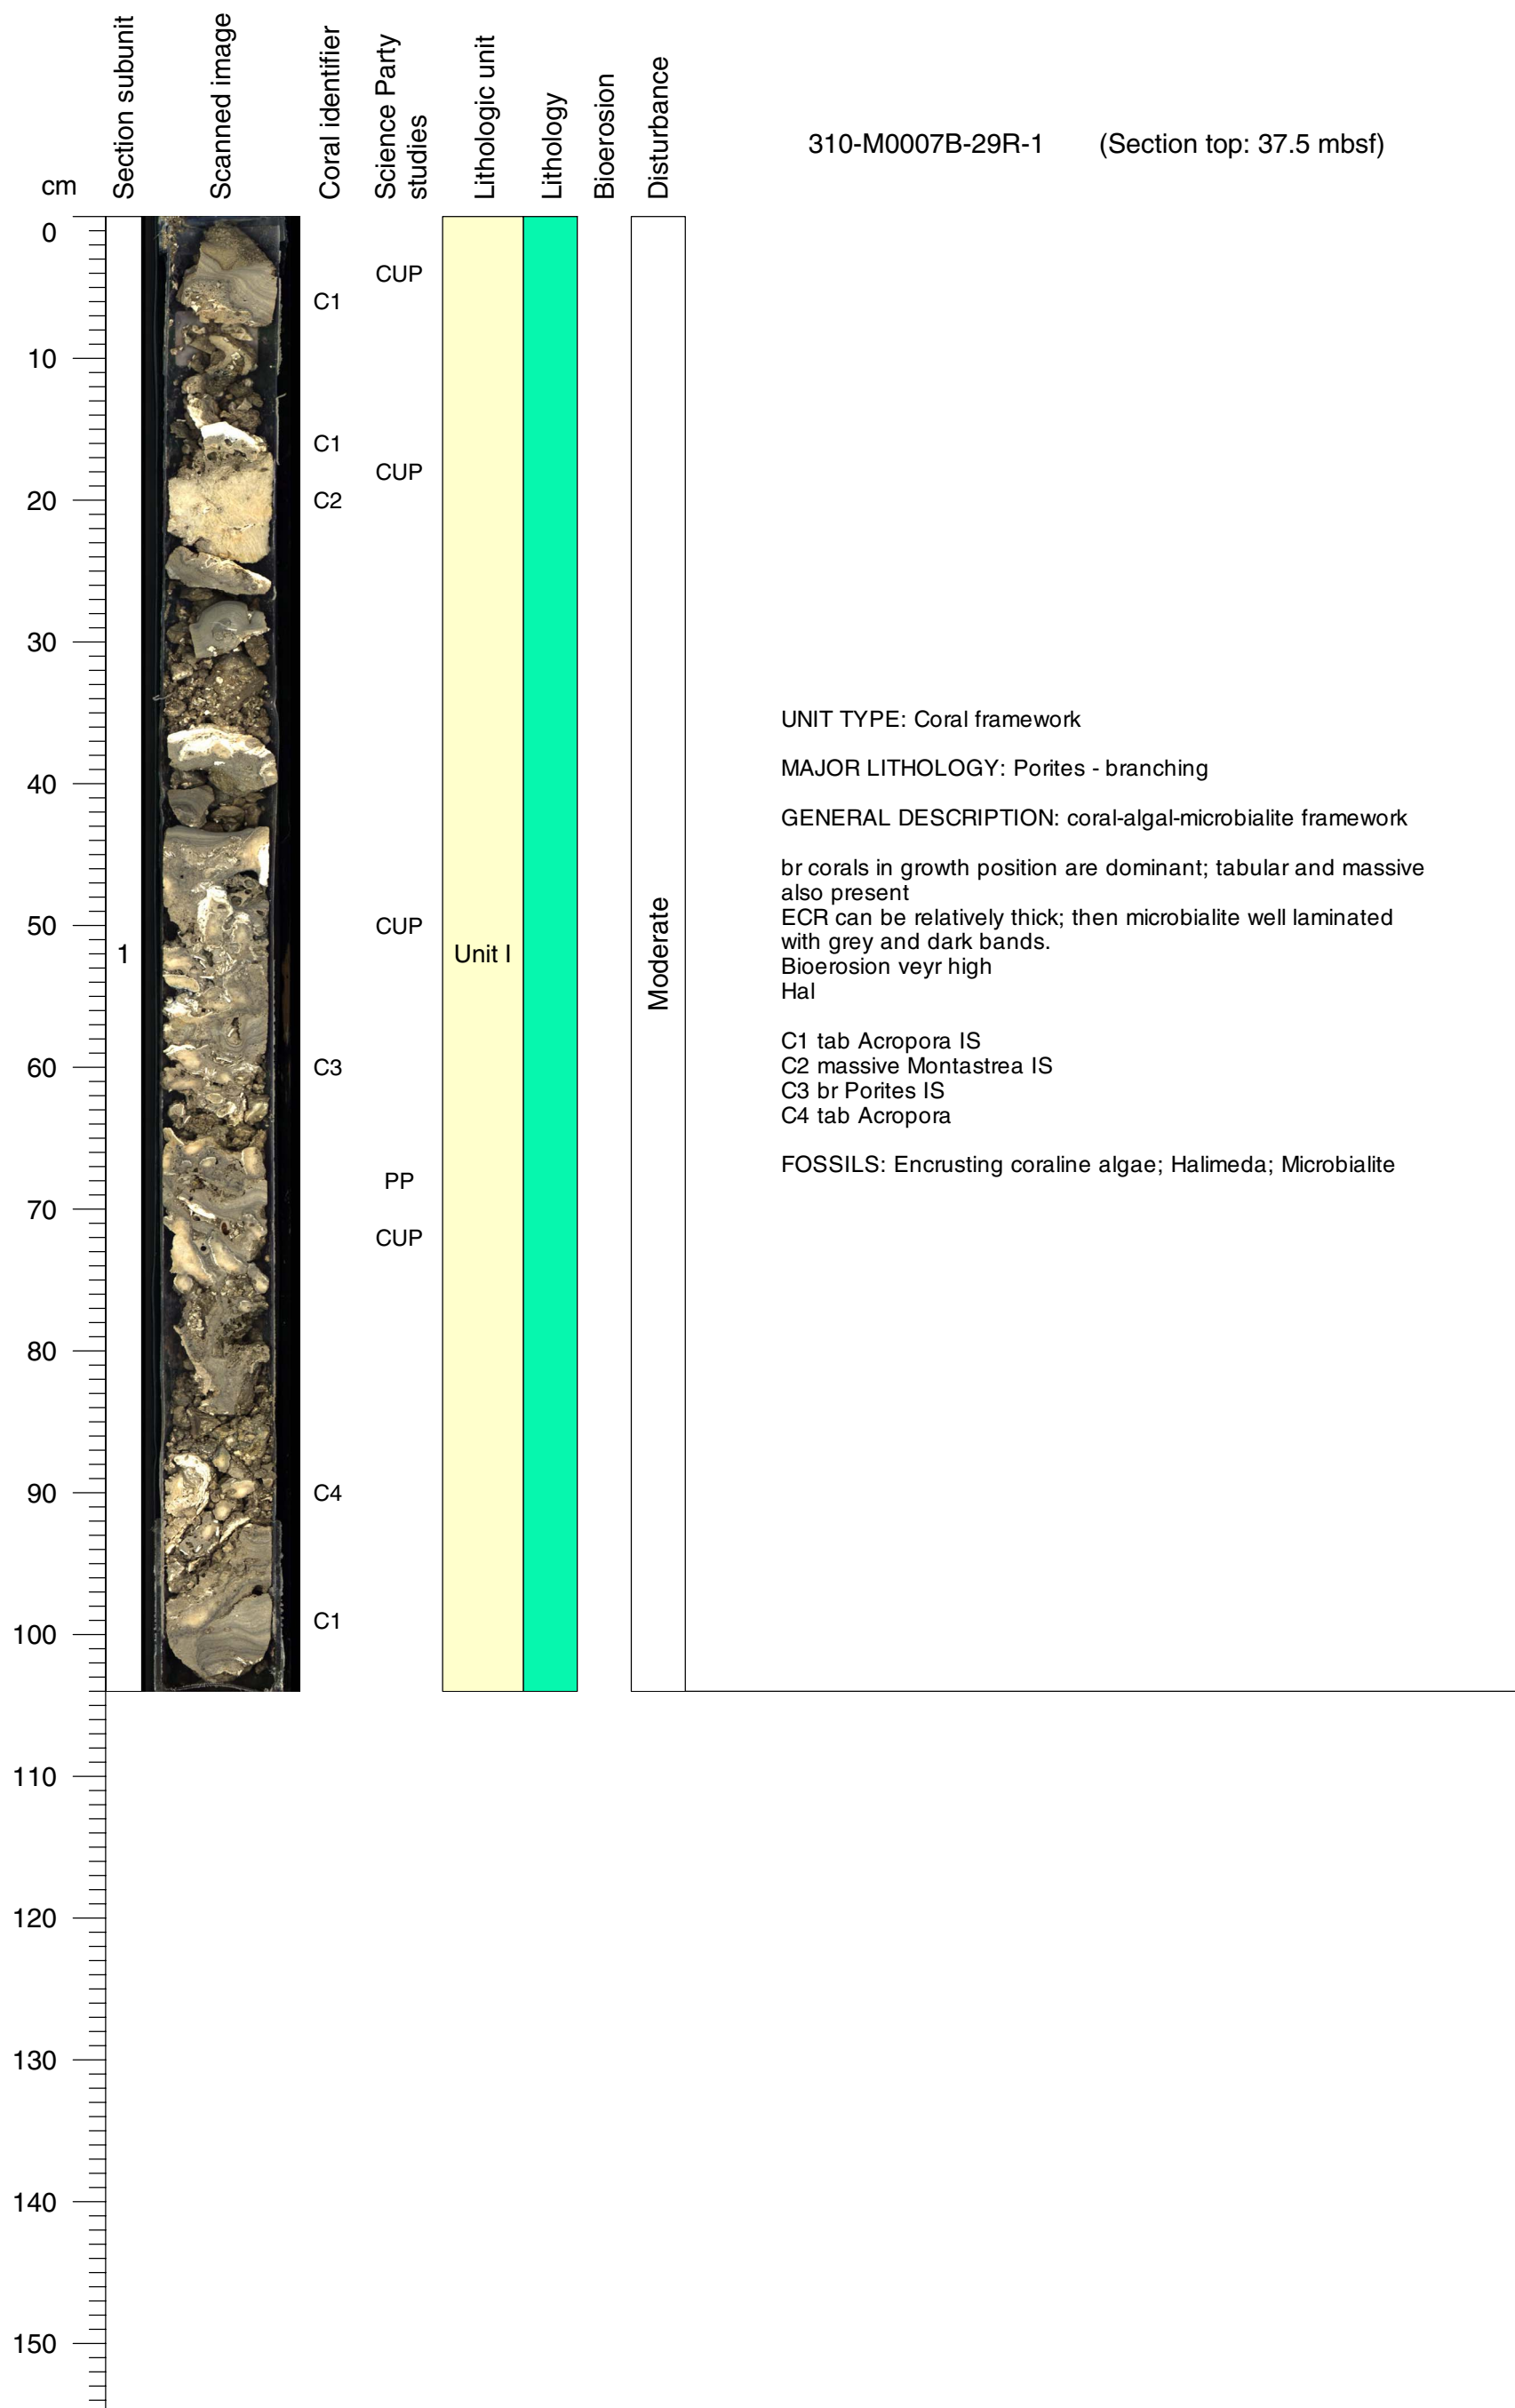 cm
Section subunit
Scanned image
Coral identifier
Science Party
studies
Lithologic unit
Lithology
Bioerosion
Disturbance
310-M0007B-29R-1 (Section top: 37.5 mbsf)
0
10
20
30
40
50
60
70
80
90
100
110
120
130
140
150
1
C1
C1
C2
C3
C4
C1
CUP
CUP
CUP
PP
CUP
Unit I
Moderate
UNIT TYPE: Coral framework
MAJOR LITHOLOGY: Porites - branching
GENERAL DESCRIPTION: coral-algal-microbialite framework
br corals in growth position are dominant; tabular and massive
also present
ECR can be relatively thick; then microbialite well laminated
with grey and dark bands.
Bioerosion veyr high
Hal
C1 tab Acropora IS
C2 massive Montastrea IS
C3 br Porites IS
C4 tab Acropora
FOSSILS: Encrusting coraline algae; Halimeda; Microbialite